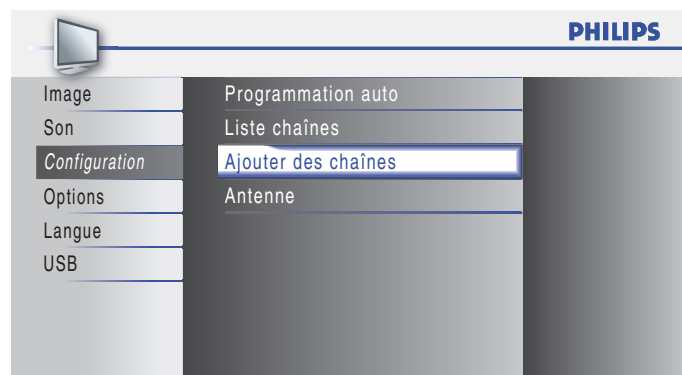 PHILIPS
Image
Son
Configuration
Options
Langue
USB
Programmation auto
Liste chaînes
Ajouter des chaînes
Antenne